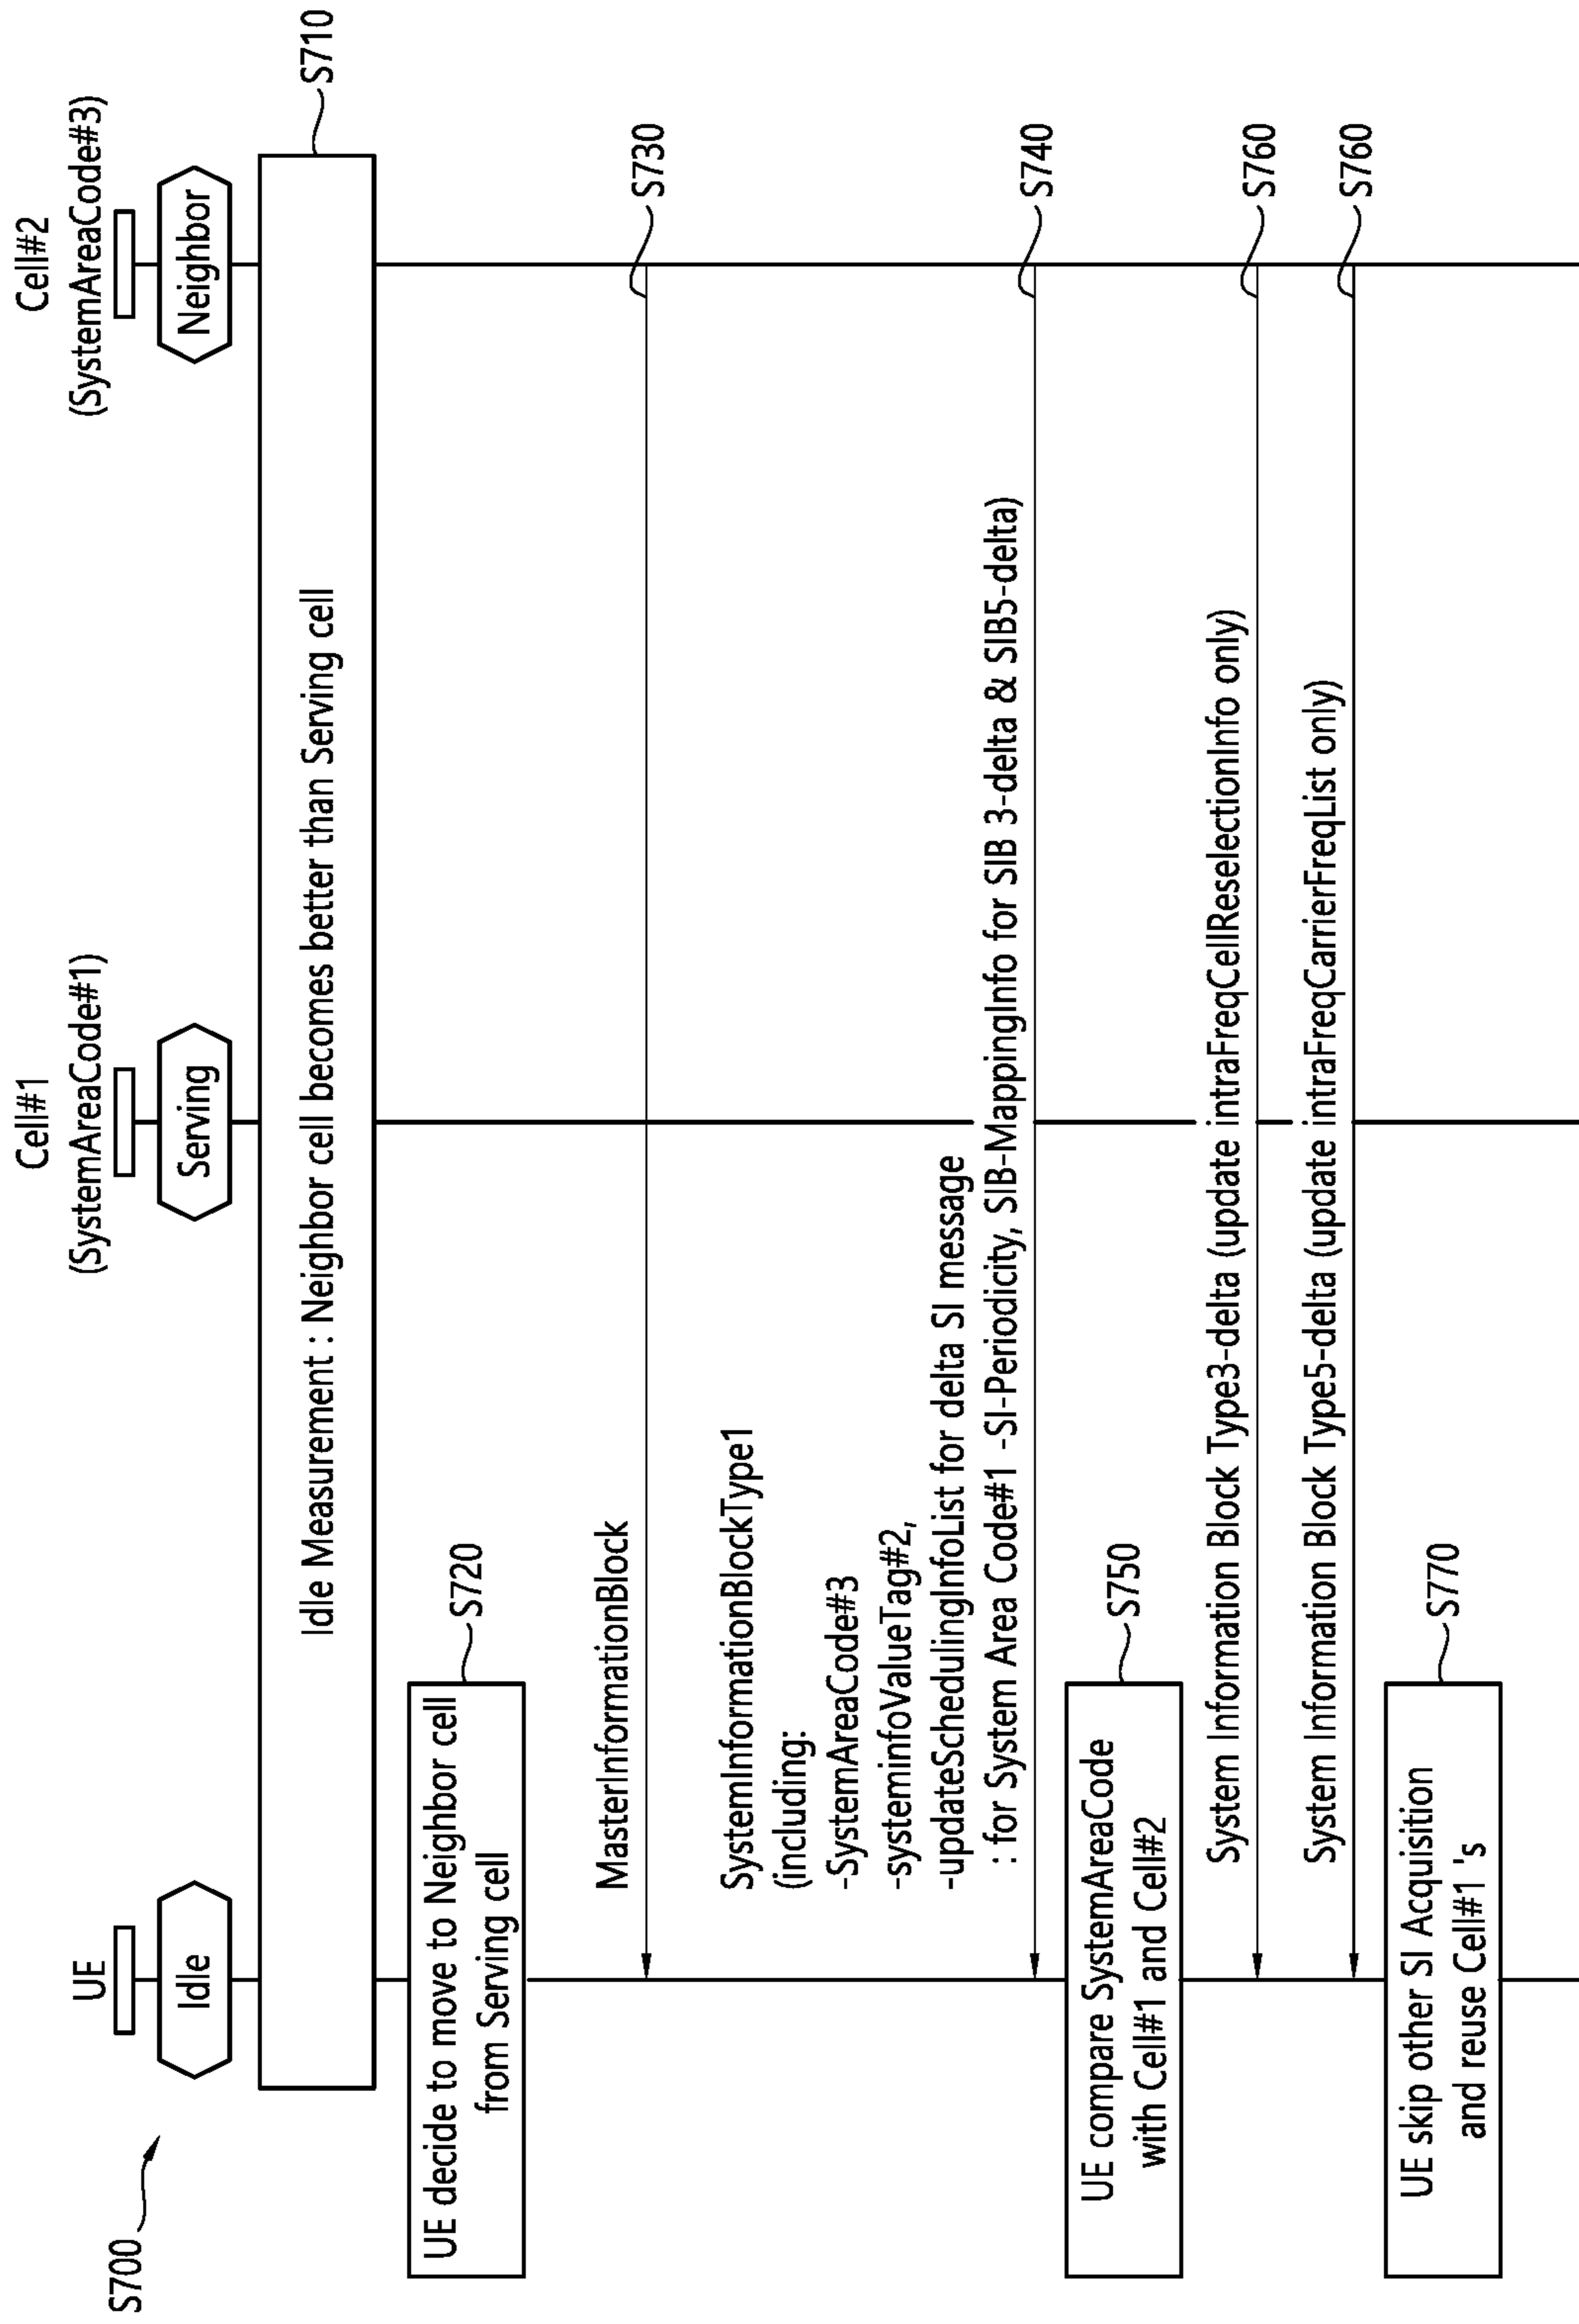 S700
UE
Cell#1
(SystemAreaCode#1)
Cell#2
(SystemAreaCode#3)
Idle
Serving
Neighbor
Idle Measurement : Neighbor cell becomes better than Serving cell
S710
UE decide to move to Neighbor cell
from Serving cell
S720
MasterInformationBlock
S730
SystemInformationBlockType1
(including:
-SystemAreaCode#3
-systeminfoValueTag#2,
-updateSchedulingInfoList for delta SI message
: for System Area Code#1 -SI-Periodicity, SIB-MappingInfo for SIB 3-delta & SIB5-delta)
S740
UE compare SystemAreaCode
with Cell#1 and Cell#2
S750
System Information Block Type3-delta (update intraFreqCellReselectionInfo only)
S760
System Information Block Type5-delta (update intraFreqCarrierFreqList only)
S760
UE skip other SI Acquisition
and reuse Cell#1 's
S770